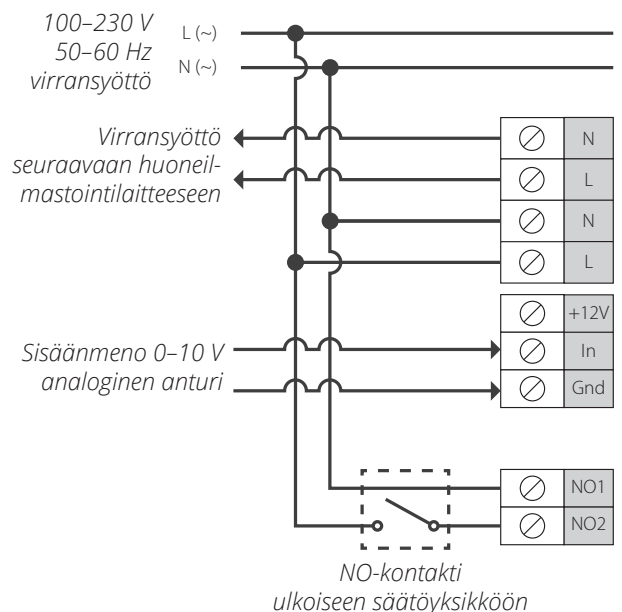 100–230 V
50–60 Hz
virransyöttö
L (~)
N (~)
Virransyöttö
seuraavaan huoneil-
mastointilaitteeseen
N
L
N
L
+12V
In
Gnd
Sisäänmeno 0–10 V
analoginen anturi
NO1
NO2
NO-kontakti
ulkoiseen säätöyksikköön